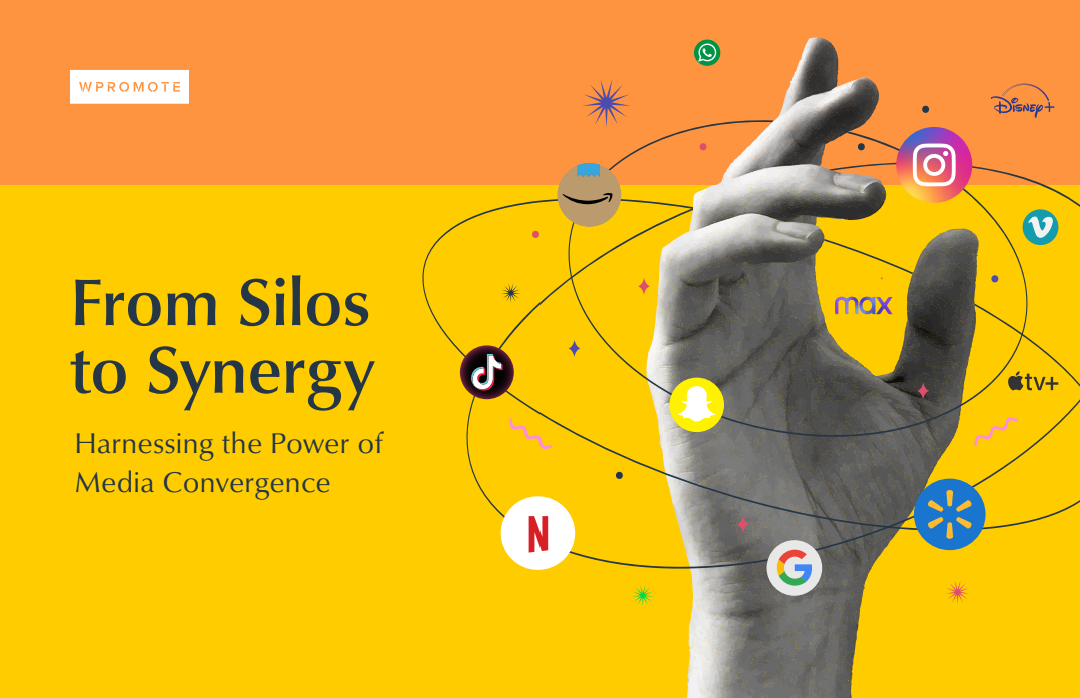 WPROMOTE
Disney+
From Silos
to Synergy
max
tv+
Harnessing the Power of
Media Convergence
N
G